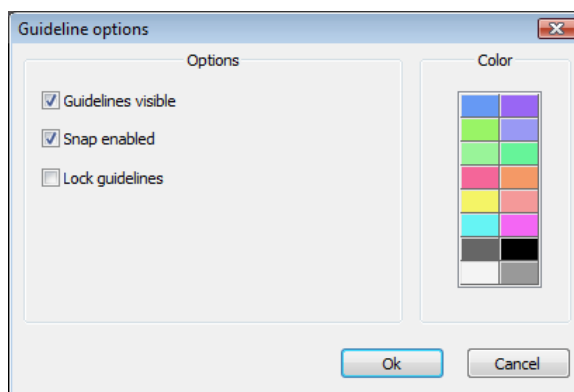 Guideline options
Options
Color
Guidelines visible
Snap enabled
Lock guidelines
Ok
Cancel